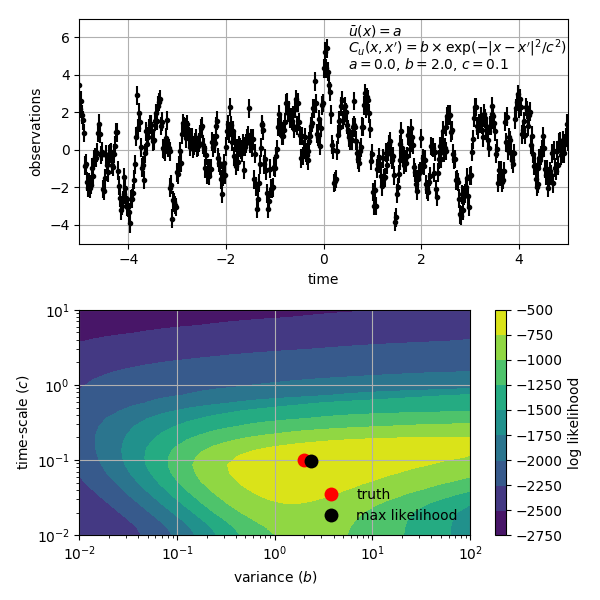 ū(x) = a
C_u(x, x′) = b × exp(−|x − x′|²/c²)
a = 0.0, b = 2.0, c = 0.1
observations
6
4
2
0
−2
−4
−4 −2 0 2 4
time
time-scale (c)
10¹
10⁰
10⁻¹
10⁻²
truth
max likelihood
10⁻² 10⁻¹ 10⁰ 10¹ 10²
variance (b)
−500
−750
−1000
−1250
−1500
−1750
−2000
−2250
−2500
−2750
log likelihood